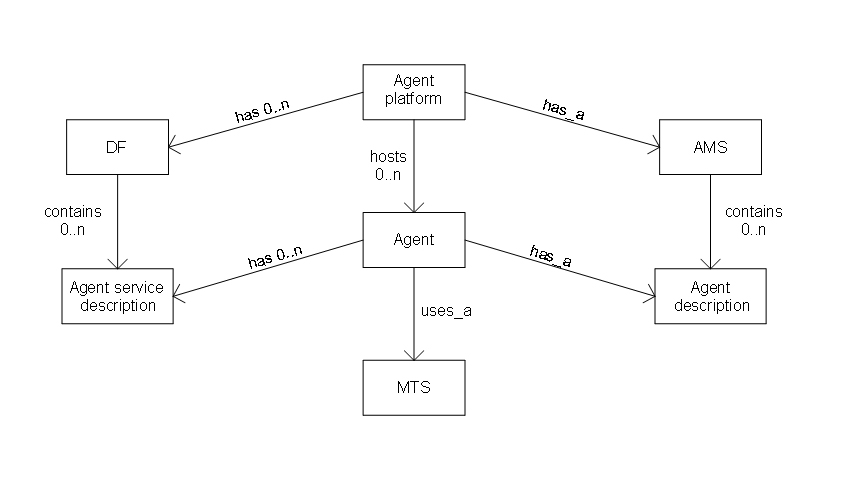 Agent
platform
has 0..n
has_a
DF
hosts
0..n
AMS
contains
0..n
contains
0..n
Agent
has 0..n
has_a
Agent service
description
Agent
description
uses_a
MTS